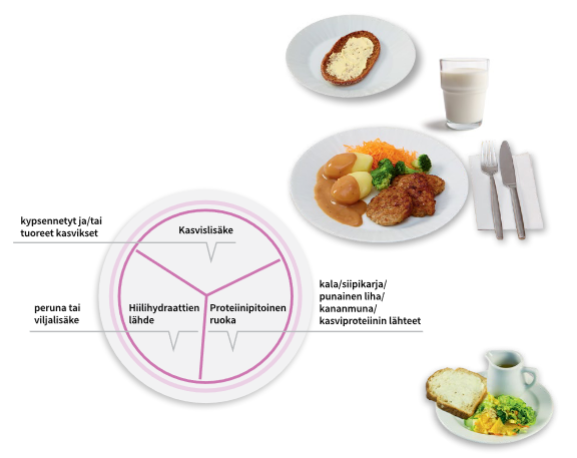 kypsennetyt ja/tai
tuoreet kasvikset
Kasvislisäke
peruna tai
viljalisäke
Hiilihydraattien
lähde
Proteiinipitoinen
ruoka
kala/siipikarja/
punainen liha/
kananmuna/
kasviproteiinin lähteet